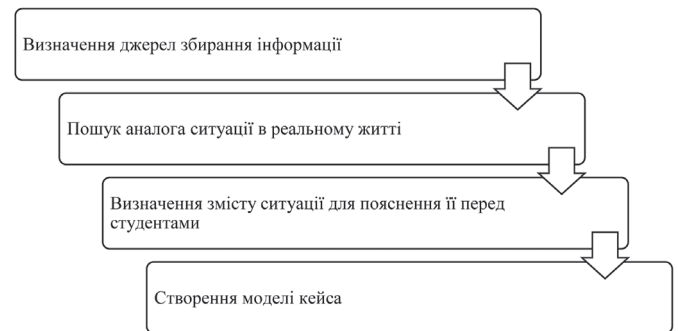 Визначення джерел збирання інформації
Пошук аналога ситуації в реальному житті
Визначення змісту ситуації для пояснення її перед
студентами
Створення моделі кейса